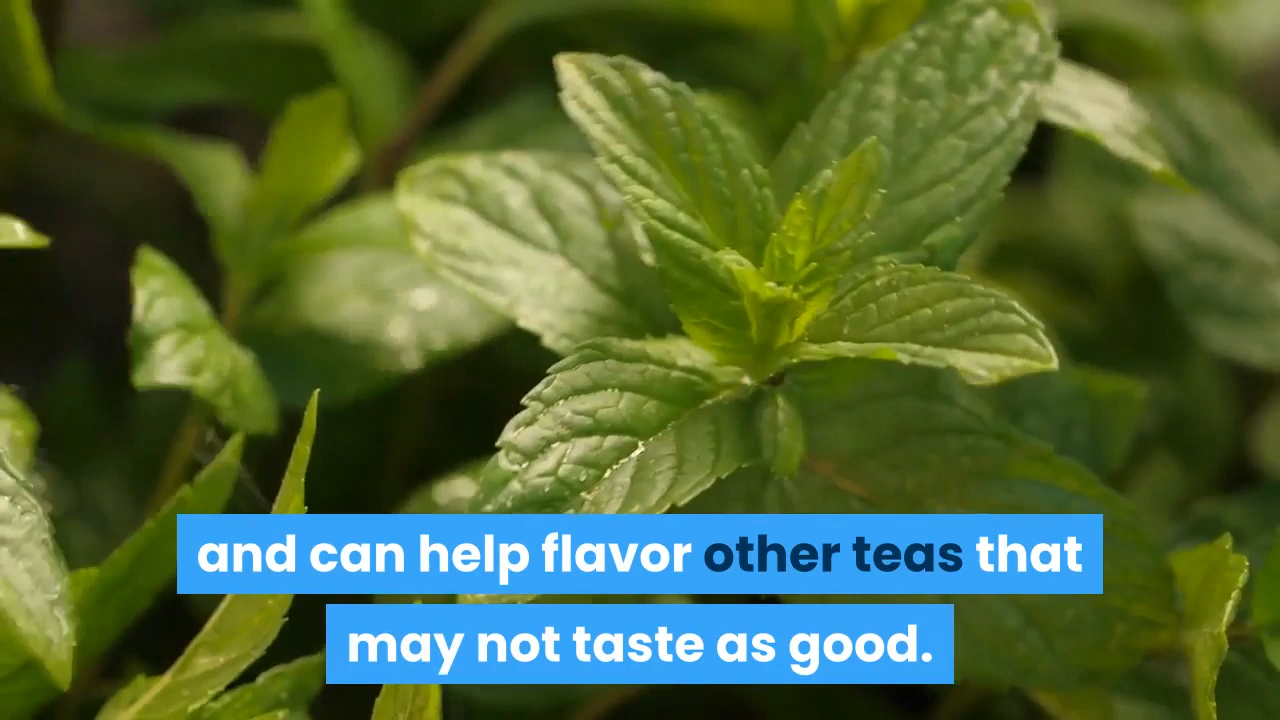 and can help flavor other teas that
may not taste as good.